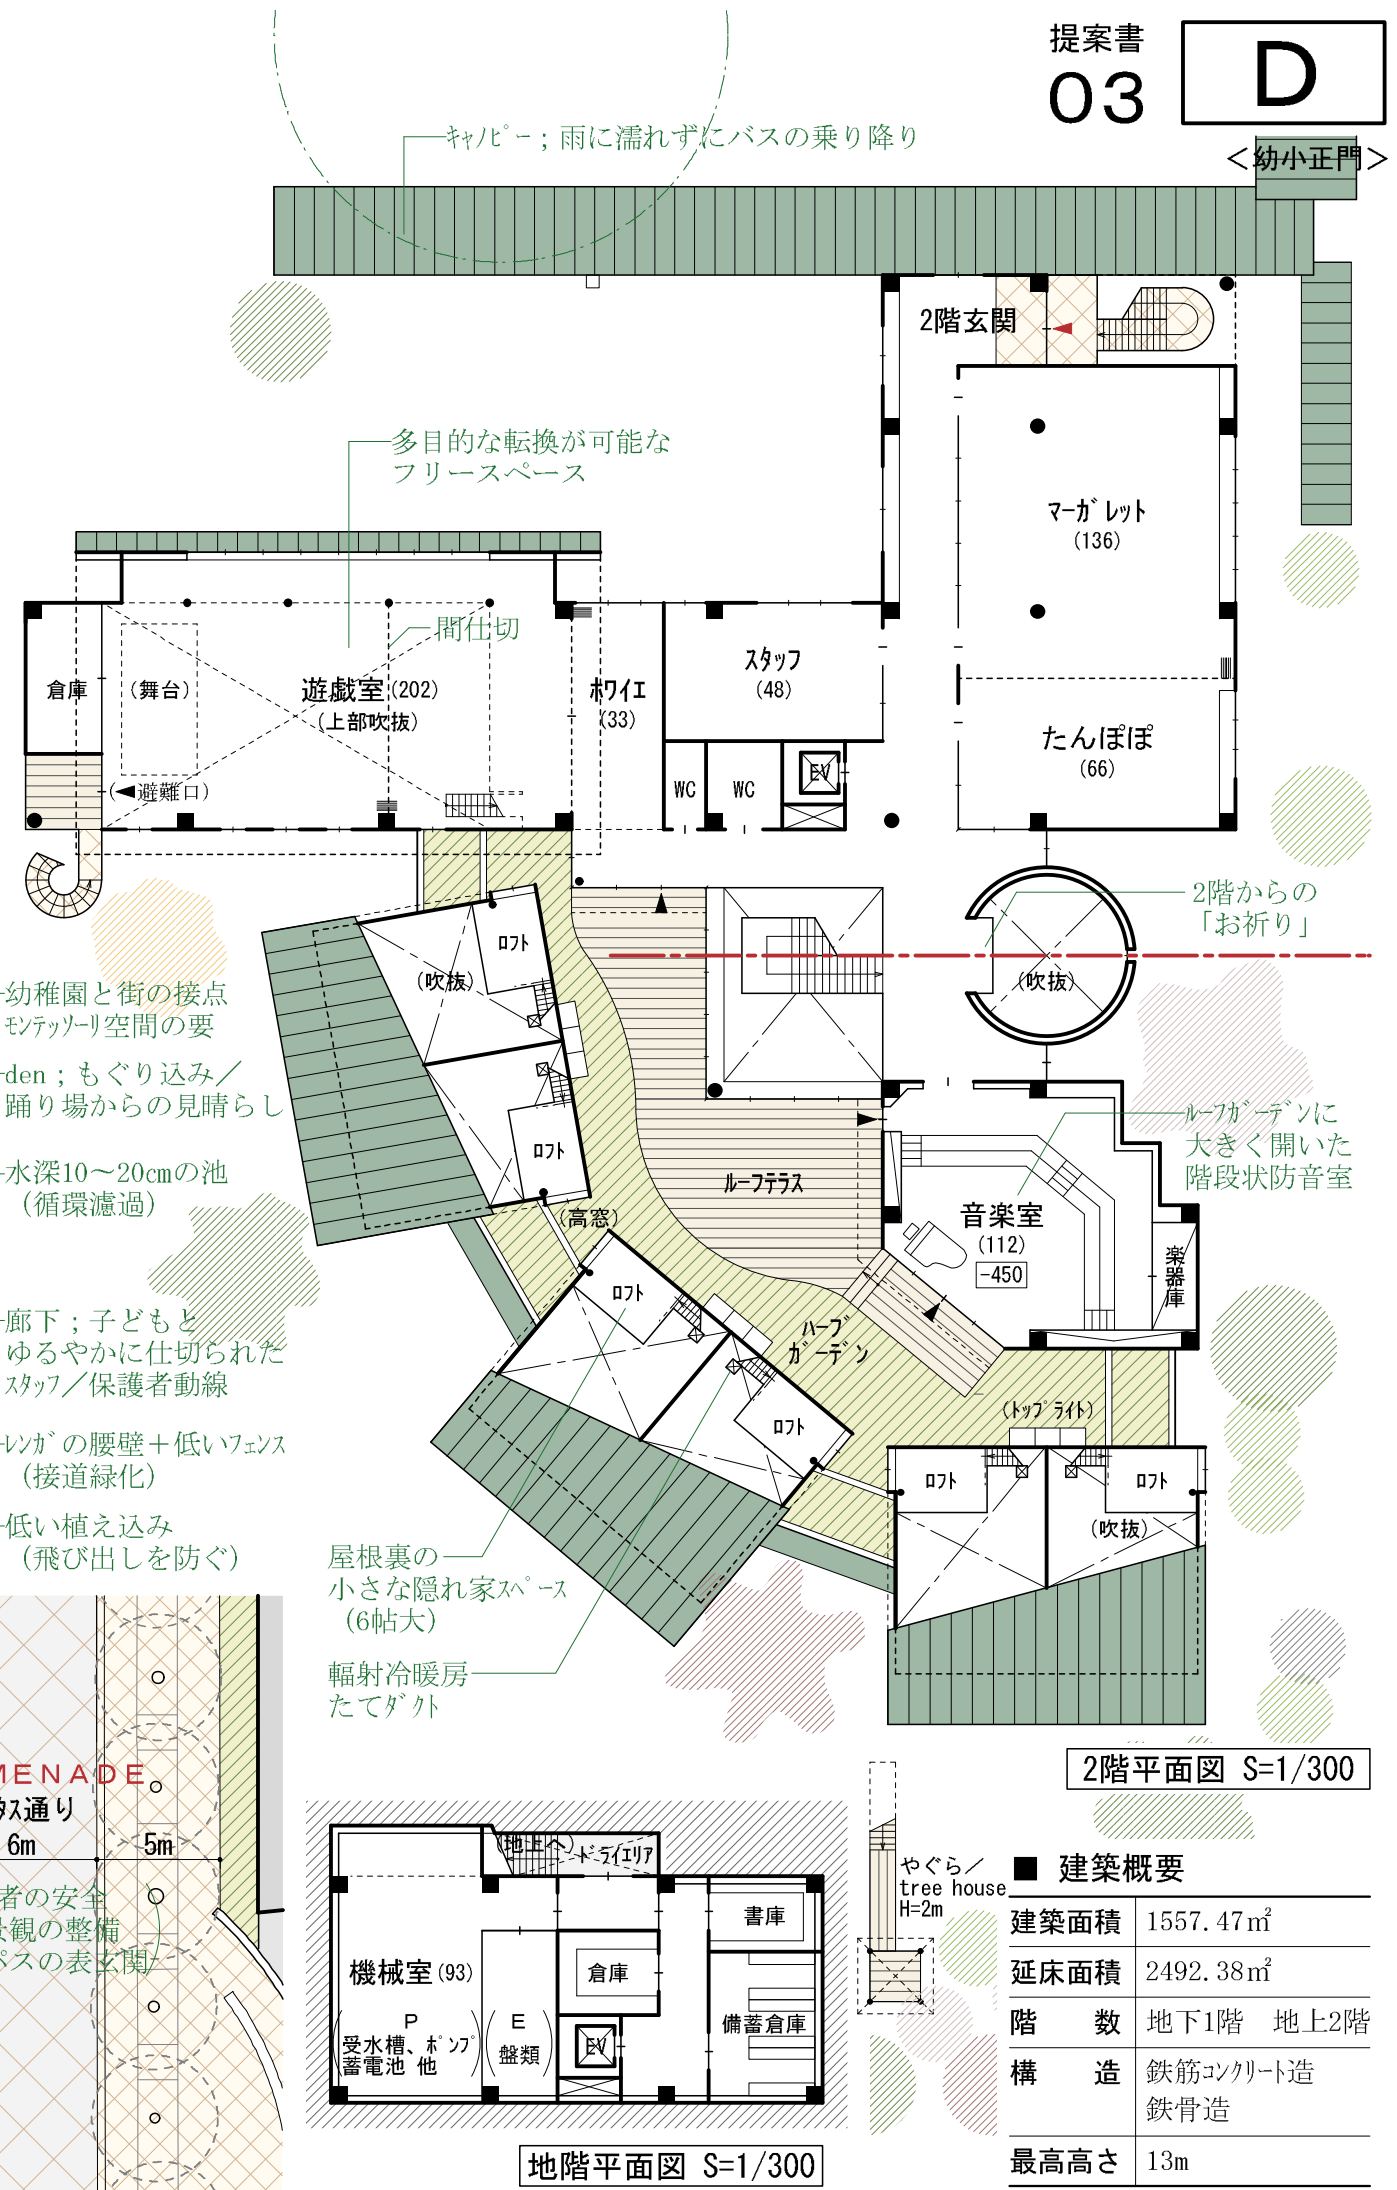 提案書
03
D
<幼小正門>
キャノピー；雨に濡れずにバスの乗り降り
2階玄関
多目的な転換が可能な
フリースペース
マーガレット
(136)
間仕切
倉庫
(舞台)
遊戯室(202)
(上部吹抜)
ホワイエ
(33)
スタッフ
(48)
たんぽぽ
(66)
WC
WC
EV
(◀避難口)
2階からの
「お祈り」
ロフト
(吹抜)
(吹抜)
幼稚園と街の接点
モンテッソーリ空間の要
den；もぐり込み／
踊り場からの見晴らし
ロフト
ルーフガーデンに
大きく開いた
階段状防音室
水深10～20cmの池
(循環濾過)
ルーフテラス
(高窓)
音楽室
(112)
-450
楽器庫
ロフト
廊下；子どもと
ゆるやかに仕切られた
スタッフ／保護者動線
ハーブ
ガーデン
(トップライト)
ロフト
レンガの腰壁＋低いフェンス
(接道緑化)
ロフト
ロフト
低い植え込み
(飛び出しを防ぐ)
(吹抜)
屋根裏の
小さな隠れ家スペース
(6帖大)
輻射冷暖房
たてダクト
2階平面図 S=1/300
MENADE
タス通り
6m
5m
者の安全
景観の整備
パスの表玄関
(地上へ)
ドライエリア
書庫
機械室(93)
倉庫
P
受水槽、ポンプ
蓄電池 他
E
盤類
EV
備蓄倉庫
地階平面図 S=1/300
やぐら／
tree house
H=2m
■ 建築概要
建築面積 1557.47㎡
延床面積 2492.38㎡
階　数 地下1階　地上2階
構　造 鉄筋コンクリート造
鉄骨造
最高高さ 13m